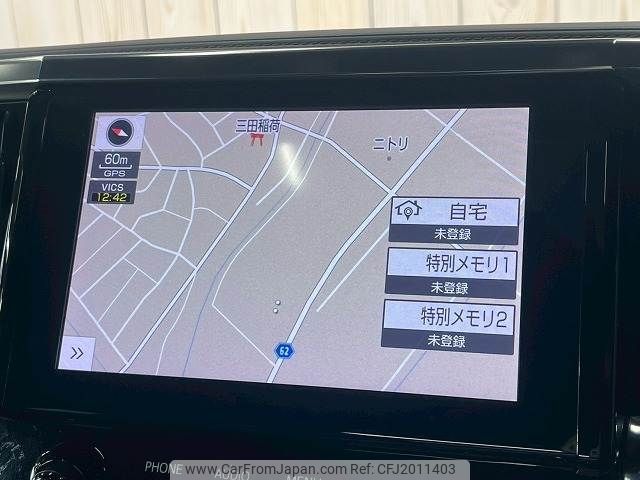 三田稲荷
ニトリ
60m
GPS
VICS
12:42
自宅
未登録
特別メモリ1
未登録
特別メモリ2
未登録
62
PHONE
AUDIO
MENU
www.CarFromJapan.com | Stock ID: CFJ2011403